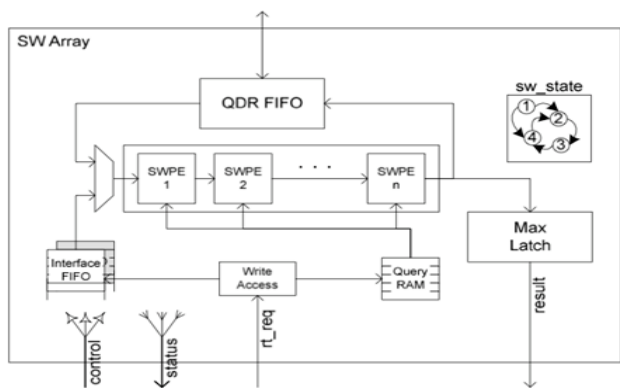 SW Array
QDR FIFO
sw_state
1
2
4
3
SWPE
1
SWPE
2
. . .
SWPE
n
Max
Latch
Interface
FIFO
Write
Access
Query
RAM
control
status
rt_req
result